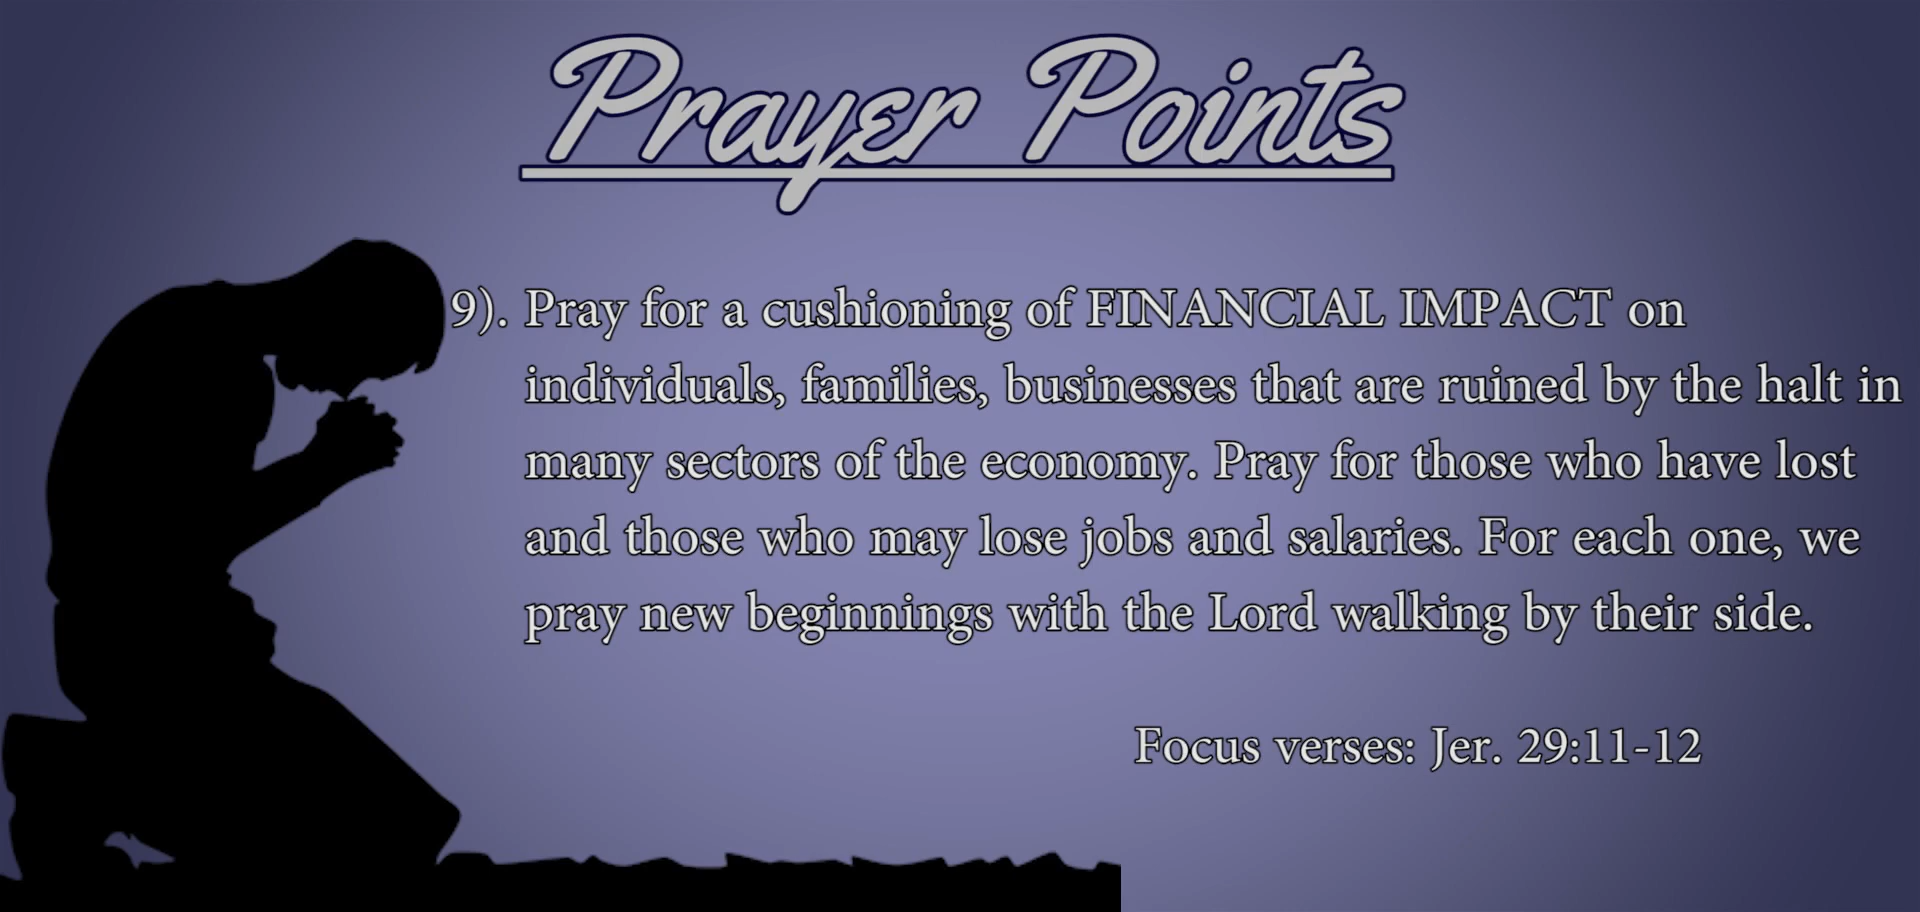 Prayer Points
9). Pray for a cushioning of FINANCIAL IMPACT on
individuals, families, businesses that are ruined by the halt in
many sectors of the economy. Pray for those who have lost
and those who may lose jobs and salaries. For each one, we
pray new beginnings with the Lord walking by their side.
Focus verses: Jer. 29:11-12